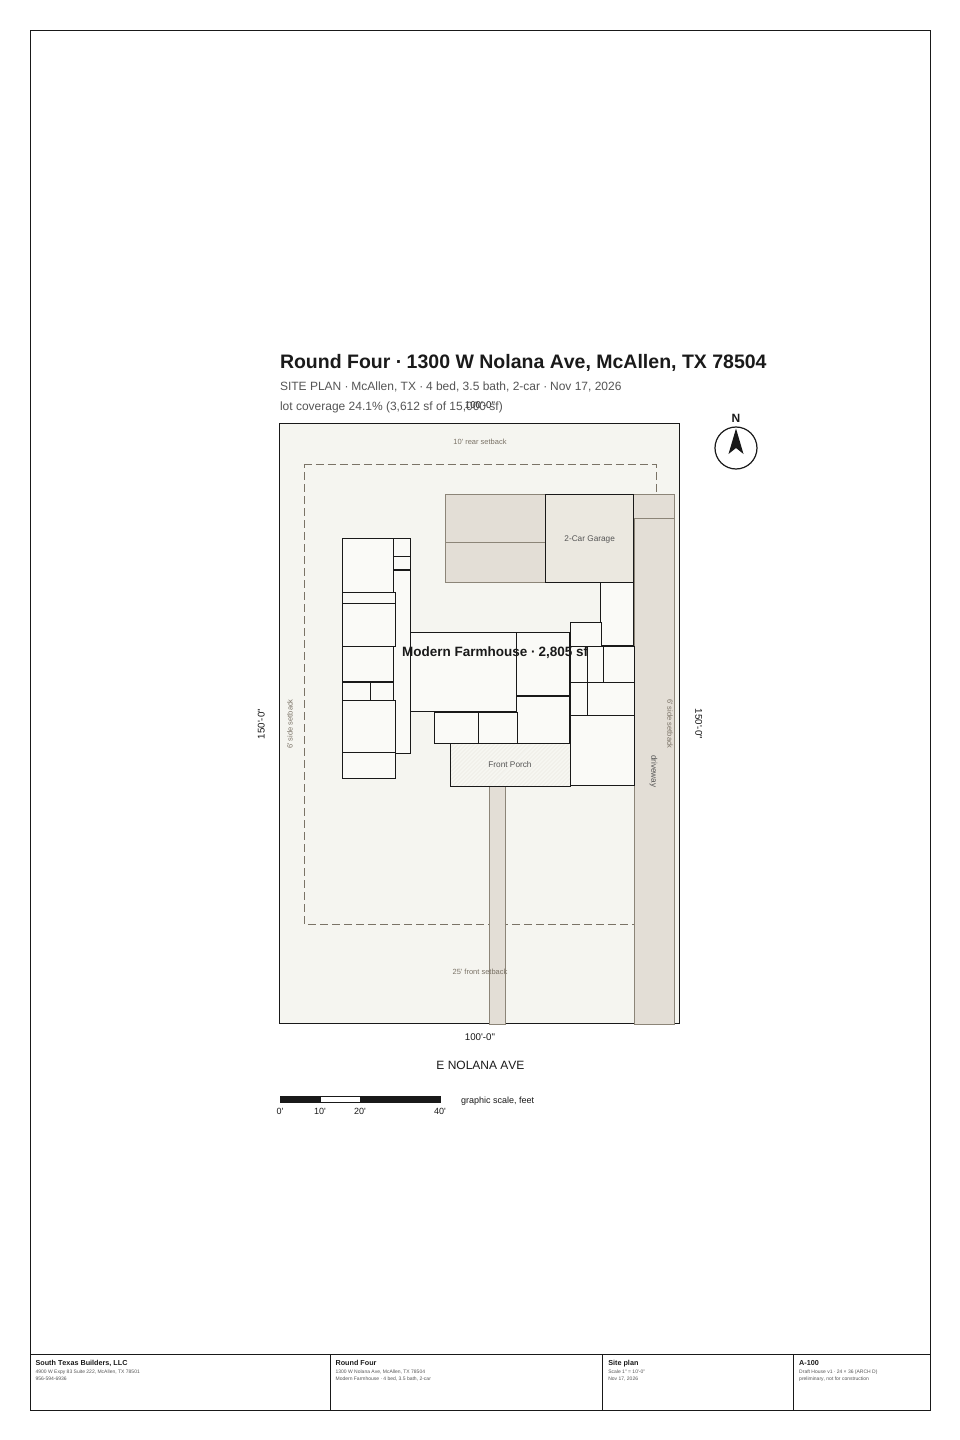 Round Four · 1300 W Nolana Ave, McAllen, TX 78504
SITE PLAN · McAllen, TX · 4 bed, 3.5 bath, 2-car · Nov 17, 2026
lot coverage 24.1% (3,612 sf of 15,000 sf)
100'-0"
N
10' rear setback
2-Car Garage
Modern Farmhouse · 2,805 sf
150'-0"
6' side setback
6' side setback
150'-0"
driveway
Front Porch
25' front setback
100'-0"
E NOLANA AVE
graphic scale, feet
0' 10' 20' 40'
South Texas Builders, LLC
4900 W Expy 83 Suite 222, McAllen, TX 78501
956-594-6936
Round Four
1300 W Nolana Ave, McAllen, TX 78504
Modern Farmhouse · 4 bed, 3.5 bath, 2-car
Site plan
Scale 1" = 10'-0"
Nov 17, 2026
A-100
Draft House v1 · 24 × 36 (ARCH D)
preliminary, not for construction